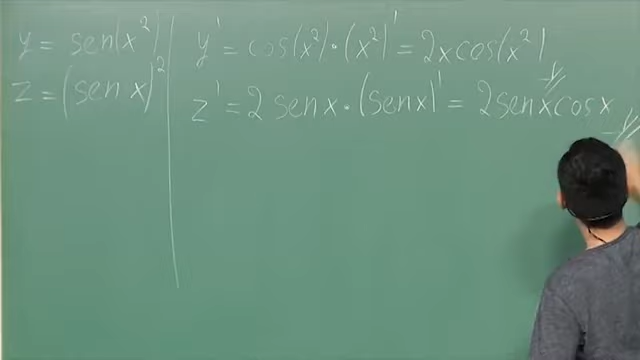 y = sen(x²) y' = cos(x²)·(x²)' = 2x cos(x²)
z = (sen x)² z' = 2 sen x·(sen x)' = 2 sen x cos x